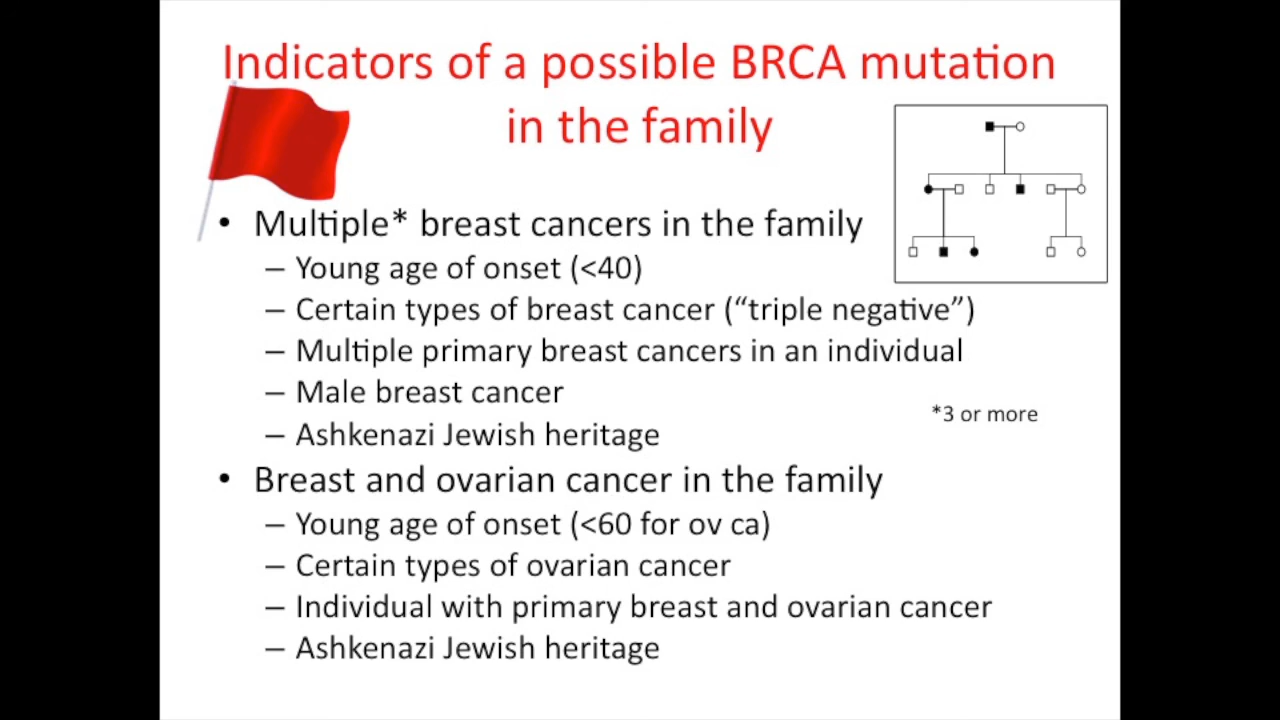 Indicators of a possible BRCA mutation
in the family
• Multiple* breast cancers in the family
– Young age of onset (<40)
– Certain types of breast cancer (“triple negative”)
– Multiple primary breast cancers in an individual
– Male breast cancer
*3 or more
– Ashkenazi Jewish heritage
• Breast and ovarian cancer in the family
– Young age of onset (<60 for ov ca)
– Certain types of ovarian cancer
– Individual with primary breast and ovarian cancer
– Ashkenazi Jewish heritage